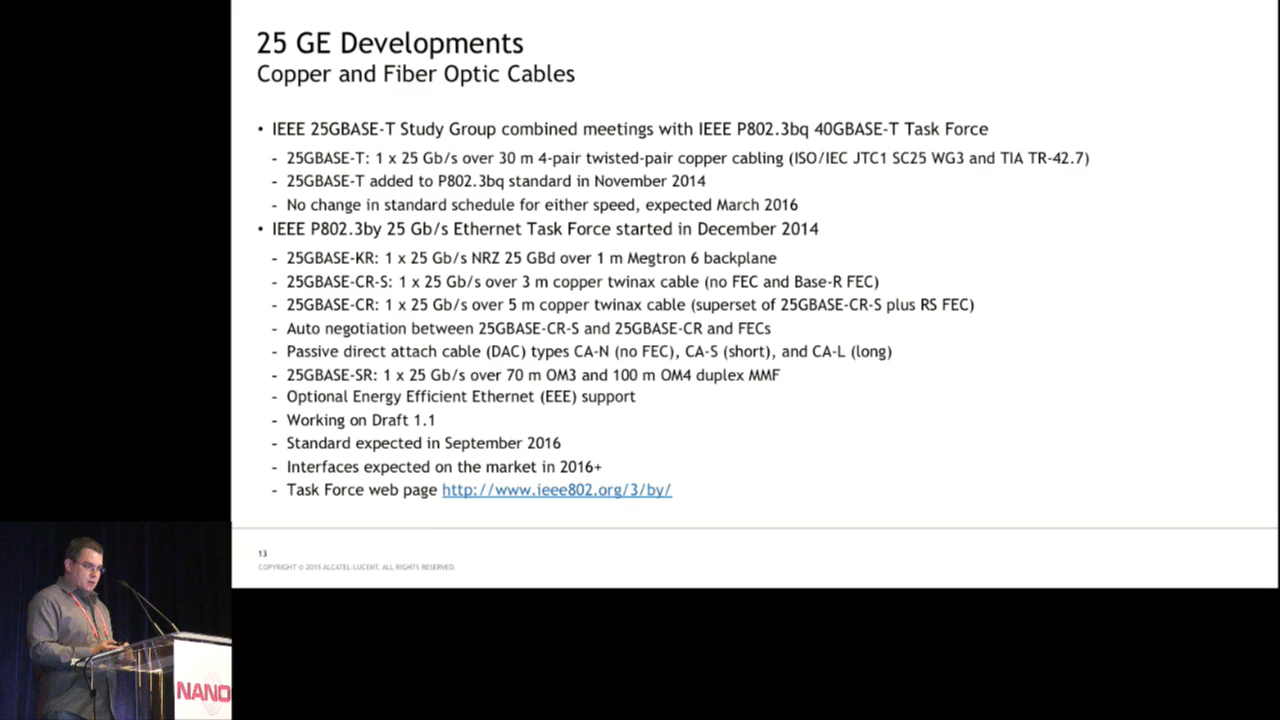 25 GE Developments
Copper and Fiber Optic Cables
• IEEE 25GBASE-T Study Group combined meetings with IEEE P802.3bq 40GBASE-T Task Force
- 25GBASE-T: 1 x 25 Gb/s over 30 m 4-pair twisted-pair copper cabling (ISO/IEC JTC1 SC25 WG3 and TIA TR-42.7)
- 25GBASE-T added to P802.3bq standard in November 2014
- No change in standard schedule for either speed, expected March 2016
• IEEE P802.3by 25 Gb/s Ethernet Task Force started in December 2014
- 25GBASE-KR: 1 x 25 Gb/s NRZ 25 GBd over 1 m Megtron 6 backplane
- 25GBASE-CR-S: 1 x 25 Gb/s over 3 m copper twinax cable (no FEC and Base-R FEC)
- 25GBASE-CR: 1 x 25 Gb/s over 5 m copper twinax cable (superset of 25GBASE-CR-S plus RS FEC)
- Auto negotiation between 25GBASE-CR-S and 25GBASE-CR and FECs
- Passive direct attach cable (DAC) types CA-N (no FEC), CA-S (short), and CA-L (long)
- 25GBASE-SR: 1 x 25 Gb/s over 70 m OM3 and 100 m OM4 duplex MMF
- Optional Energy Efficient Ethernet (EEE) support
- Working on Draft 1.1
- Standard expected in September 2016
- Interfaces expected on the market in 2016+
- Task Force web page http://www.ieee802.org/3/by/
13
COPYRIGHT © 2015 ALCATEL-LUCENT. ALL RIGHTS RESERVED.
NANO